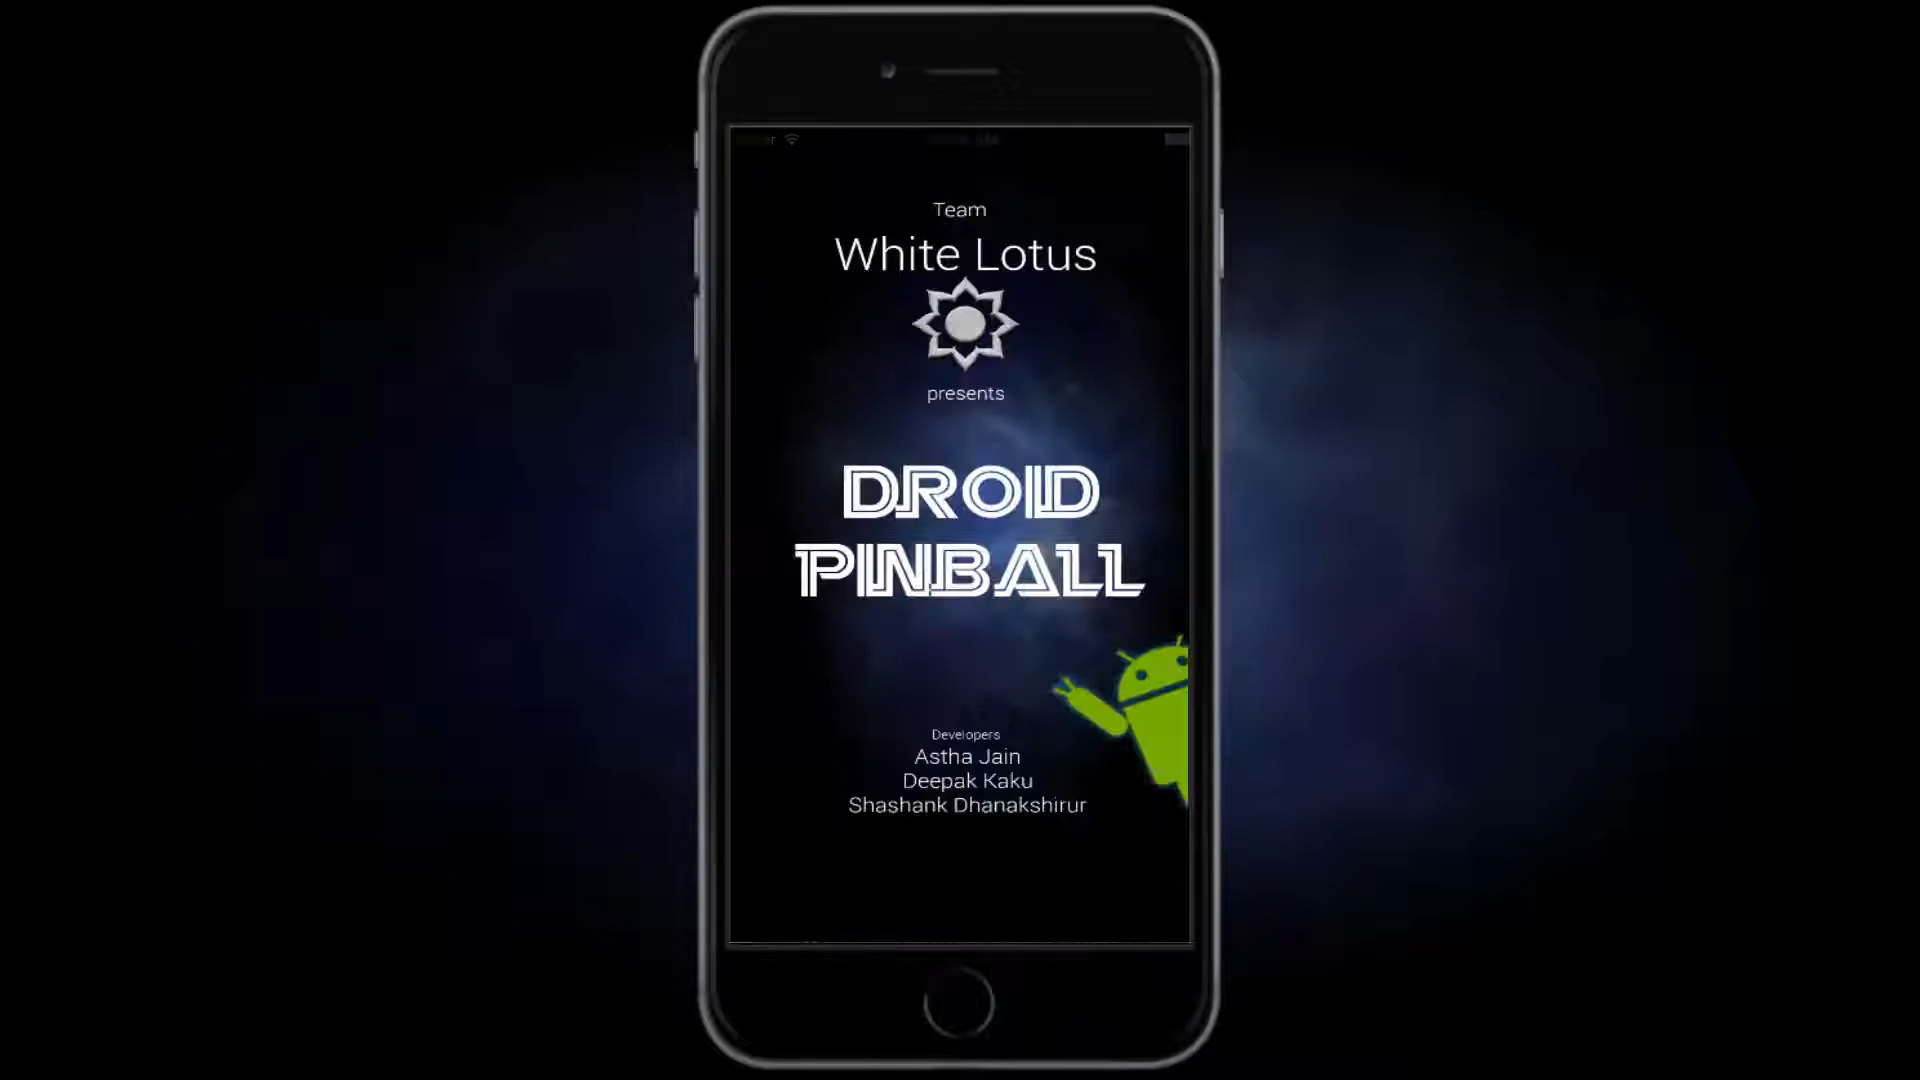 Team
White Lotus
presents
DROID
PINBALL
Developers
Astha Jain
Deepak Kaku
Shashank Dhanakshirur